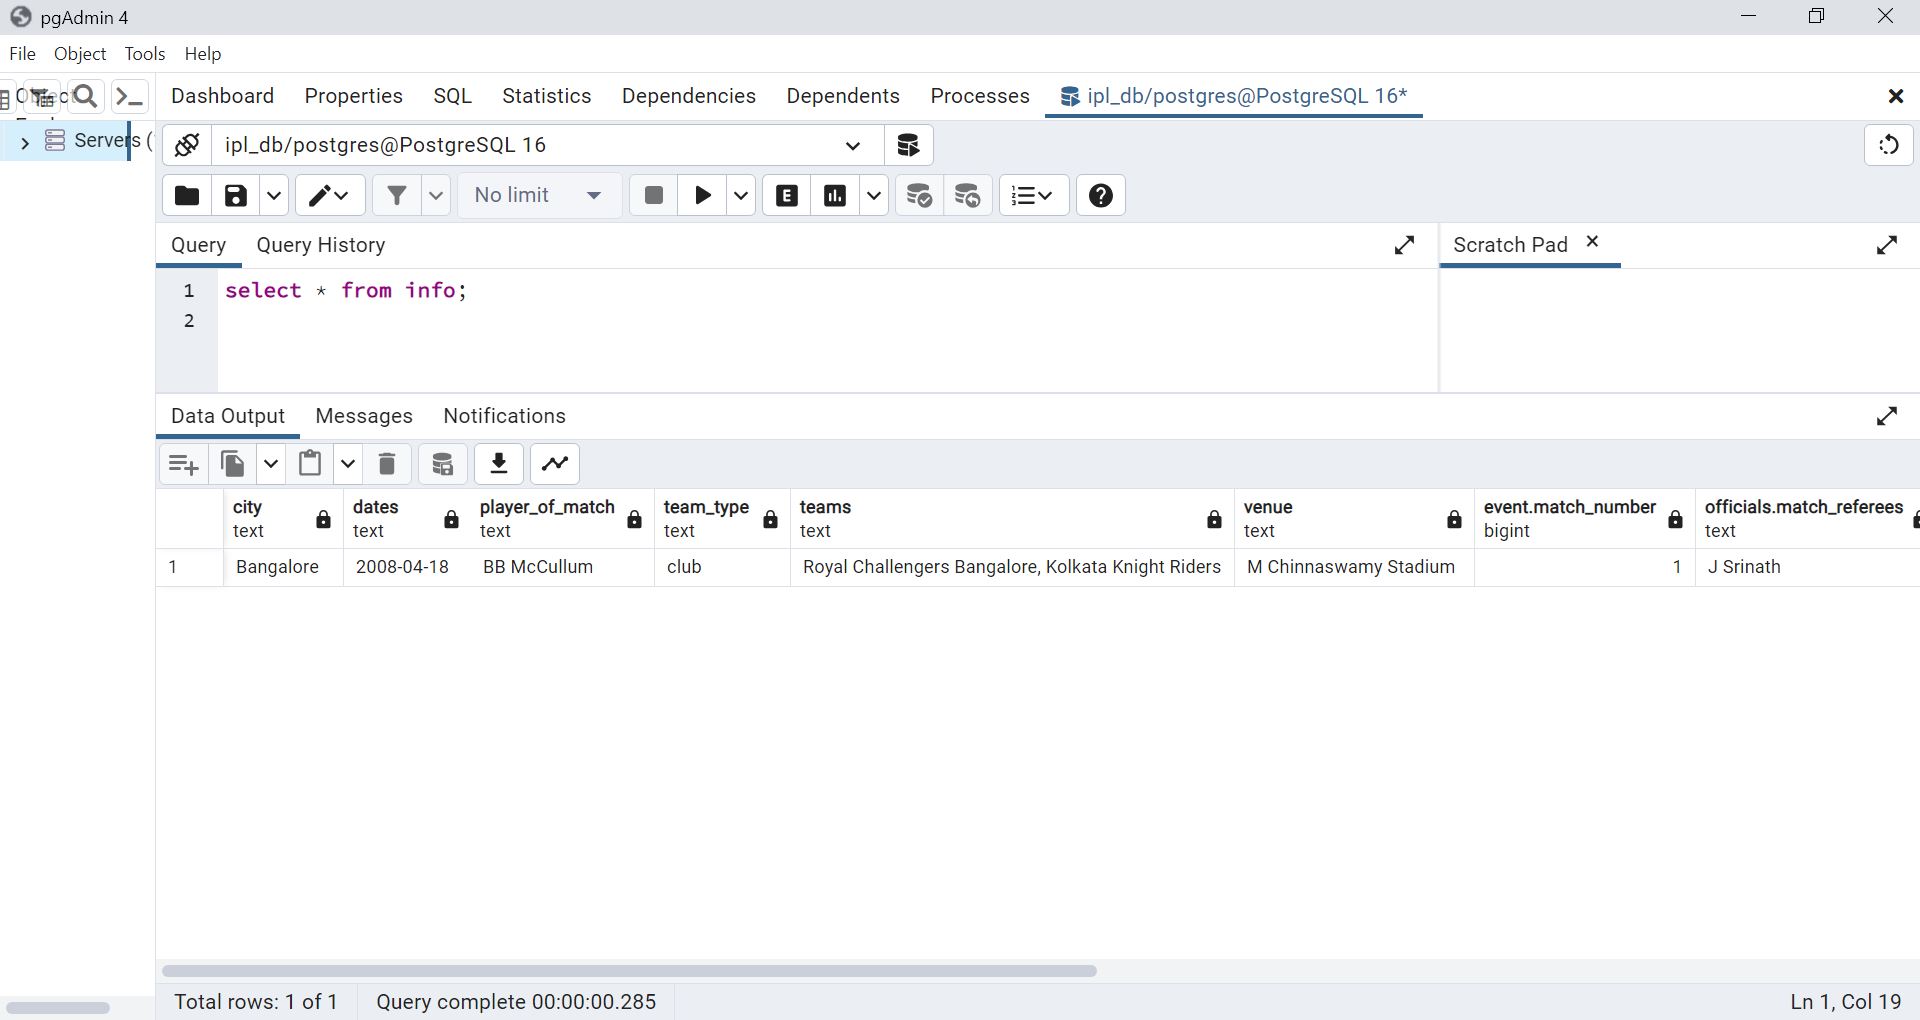 pgAdmin 4
File Object Tools Help
Dashboard Properties SQL Statistics Dependencies Dependents Processes ipl_db/postgres@PostgreSQL 16*
Servers (
ipl_db/postgres@PostgreSQL 16
No limit
Query Query History Scratch Pad
1 select * from info;
2
Data Output Messages Notifications
city dates player_of_match team_type teams venue event.match_number officials.match_referees
text text text text text text bigint text
1 Bangalore 2008-04-18 BB McCullum club Royal Challengers Bangalore, Kolkata Knight Riders M Chinnaswamy Stadium 1 J Srinath
Total rows: 1 of 1 Query complete 00:00:00.285 Ln 1, Col 19